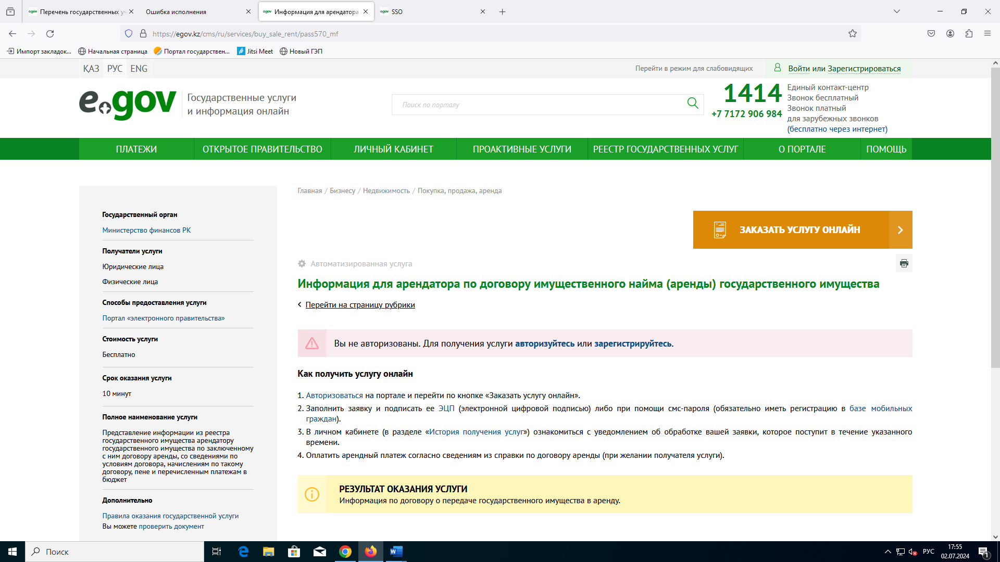 Перечень государственных у
Ошибка исполнения
Информация для арендатора
SSO
https://egov.kz/cms/ru/services/buy_sale_rent/pass570_mf
Импорт закладок...
Начальная страница
Портал государствен...
Jitsi Meet
Новый ГЭП
ҚАЗ РУС ENG
Перейти в режим для слабовидящих
Войти или Зарегистрироваться
e.gov
Государственные услуги
и информация онлайн
Поиск по порталу
1414
+7 7172 906 984
Единый контакт-центр
Звонок бесплатный
Звонок платный
для зарубежных звонков
(бесплатно через интернет)
ПЛАТЕЖИ
ОТКРЫТОЕ ПРАВИТЕЛЬСТВО
ЛИЧНЫЙ КАБИНЕТ
ПРОАКТИВНЫЕ УСЛУГИ
РЕЕСТР ГОСУДАРСТВЕННЫХ УСЛУГ
О ПОРТАЛЕ
ПОМОЩЬ
Государственный орган
Министерство финансов РК
Получатели услуги
Юридические лица
Физические лица
Способы предоставления услуги
Портал «электронного правительства»
Стоимость услуги
Бесплатно
Срок оказания услуги
10 минут
Полное наименование услуги
Представление информации из реестра
государственного имущества арендатору
государственного имущества по заключенному
с ним договору аренды, со сведениями по
условиям договора, начислениям по такому
договору, пене и перечисленным платежам в
бюджет
Дополнительно
Правила оказания государственной услуги
Вы можете проверить документ
Главная / Бизнесу / Недвижимость / Покупка, продажа, аренда
ЗАКАЗАТЬ УСЛУГУ ОНЛАЙН
Автоматизированная услуга
Информация для арендатора по договору имущественного найма (аренды) государственного имущества
Перейти на страницу рубрики
Вы не авторизованы. Для получения услуги авторизуйтесь или зарегистрируйтесь.
Как получить услугу онлайн
1. Авторизоваться на портале и перейти по кнопке «Заказать услугу онлайн».
2. Заполнить заявку и подписать ее ЭЦП (электронной цифровой подписью) либо при помощи смс-пароля (обязательно иметь регистрацию в базе мобильных
граждан).
3. В личном кабинете (в разделе «История получения услуг») ознакомиться с уведомлением об обработке вашей заявки, которое поступит в течение указанного
времени.
4. Оплатить арендный платеж согласно сведениям из справки по договору аренды (при желании получателя услуги).
РЕЗУЛЬТАТ ОКАЗАНИЯ УСЛУГИ
Информация по договору о передаче государственного имущества в аренду.
Поиск
РУС
17:55
02.07.2024
1